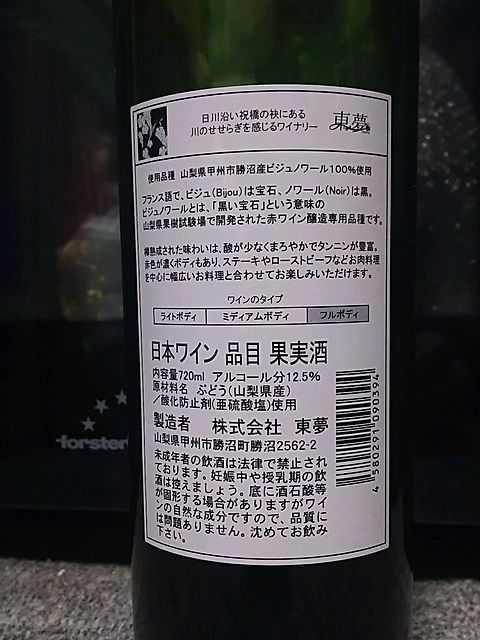 日川沿い祝橋の袂にある
川のせせらぎを感じるワイナリー
東夢
使用品種 山梨県甲州市勝沼産ビジュノワール100%使用
フランス語で、ビジュ(Bijou)は宝石、ノワール(Noir)は黒。
ビジュノワールとは、「黒い宝石」という意味の
山梨県果樹試験場で開発された赤ワイン醸造専用品種です。
樽熟成された味わいは、酸が少なくまろやかでタンニンが豊富。
赤色が濃くボディもあり、ステーキやローストビーフなどお肉料理
を中心に幅広いお料理と合わせてお楽しみいただけます。
ワインのタイプ
ライトボディ ミディアムボディ フルボディ
日本ワイン 品目 果実酒
内容量720ml アルコール分12.5%
原材料名 ぶどう(山梨県産)
/酸化防止剤(亜硫酸塩)使用
製造者 株式会社 東夢
山梨県甲州市勝沼町勝沼2562-2
未成年者の飲酒は法律で禁止され
ております。妊娠中や授乳期の飲
酒は控えましょう。底に酒石酸等
が固形する場合がありますがワイ
ンの自然な成分ですので、品質に
は問題ありません。沈めてお飲み
下さい。
4 580291 090394
forster